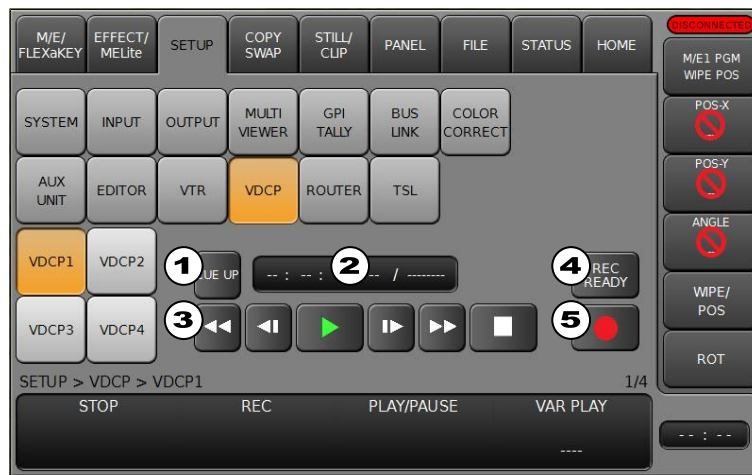 M/E/
FLEXaKEY
EFFECT/
MELite
SETUP
COPY
SWAP
STILL/
CLIP
PANEL
FILE
STATUS
HOME
DISCONNECTED
M/E1 PGM
WIPE POS
SYSTEM
INPUT
OUTPUT
MULTI
VIEWER
GPI
TALLY
BUS
LINK
COLOR
CORRECT
POS-X
--
AUX
UNIT
EDITOR
VTR
VDCP
ROUTER
TSL
POS-Y
--
VDCP1
VDCP2
1
UE UP
-- : -- :
2
-- / --------
4
REC
READY
ANGLE
--
VDCP3
VDCP4
3
5
WIPE/
POS
ROT
SETUP > VDCP > VDCP1
1/4
STOP
REC
PLAY/PAUSE
VAR PLAY
----
-- : --